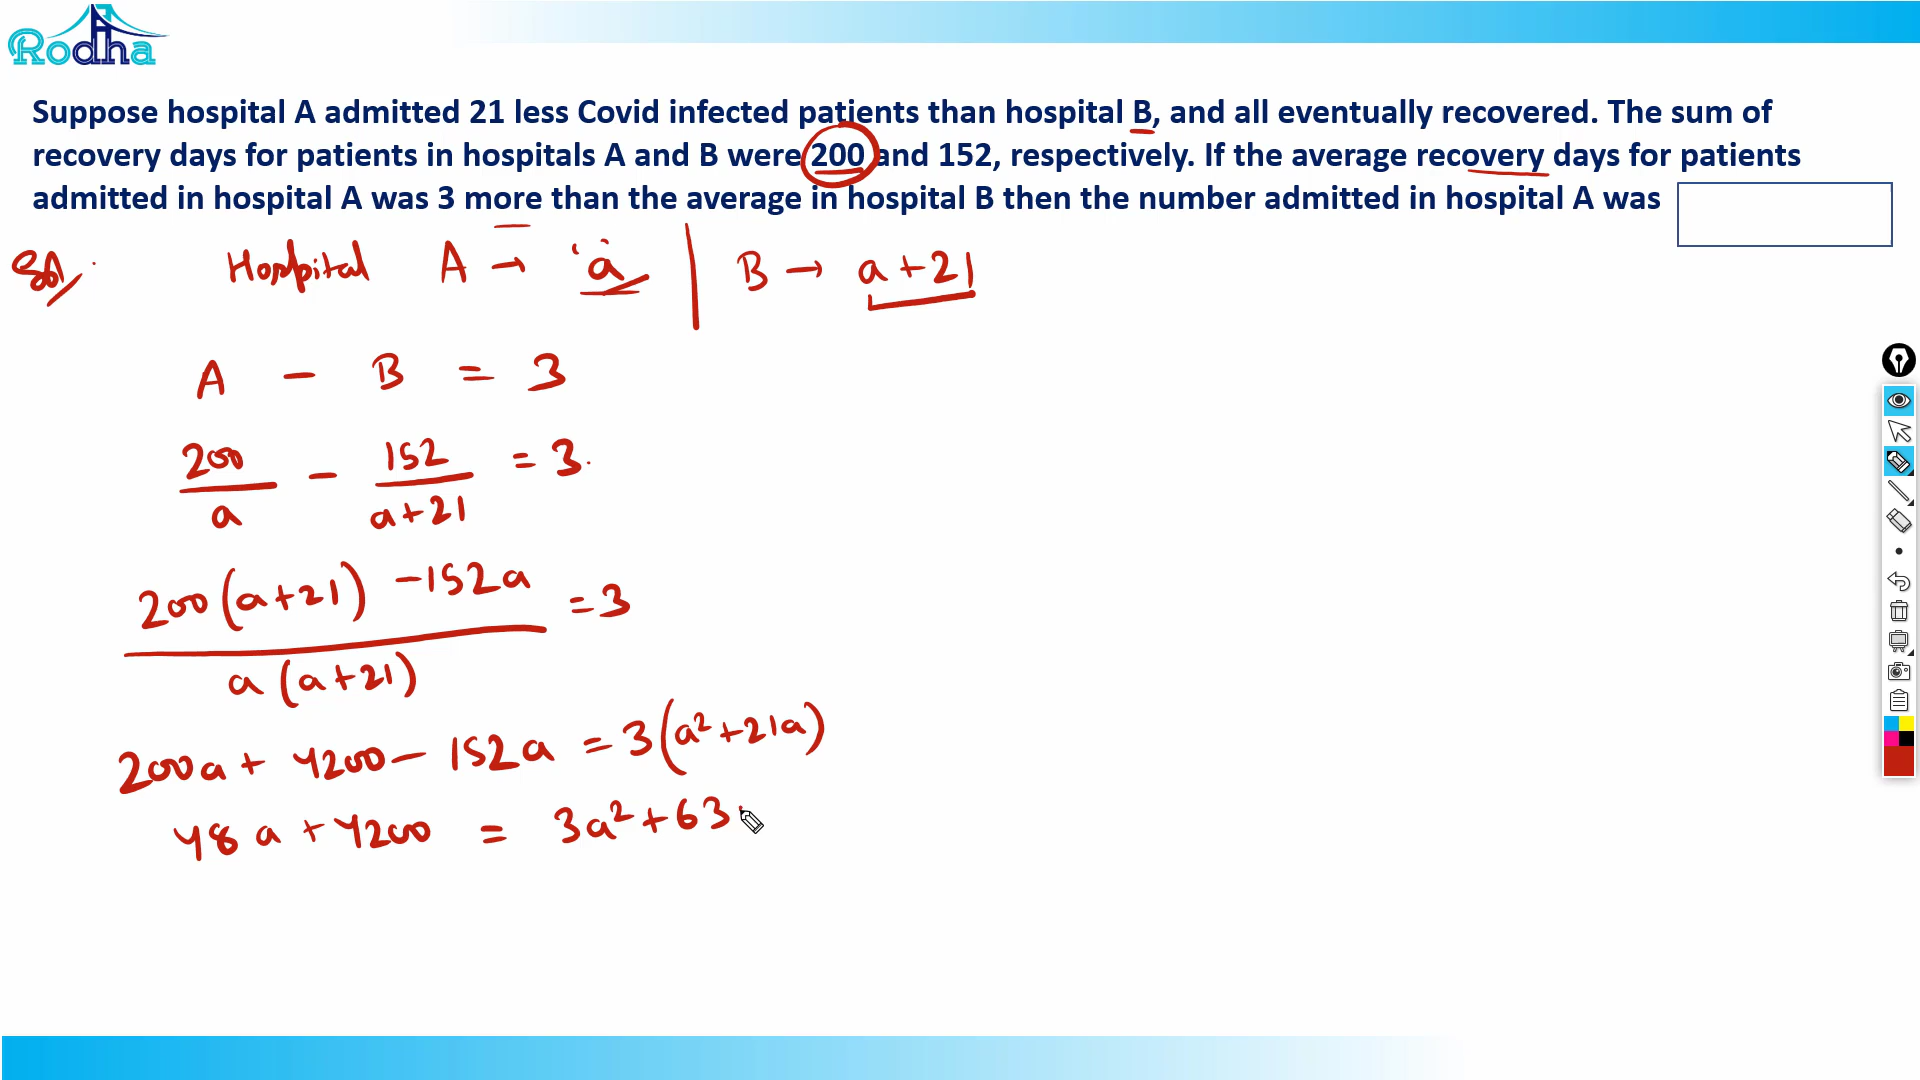 Rodha
Suppose hospital A admitted 21 less Covid infected patients than hospital B, and all eventually recovered. The sum of
recovery days for patients in hospitals A and B were 200 and 152, respectively. If the average recovery days for patients
admitted in hospital A was 3 more than the average in hospital B then the number admitted in hospital A was
Sol. Hospital A → 'a' | B → a+21
A - B = 3
200/a - 152/(a+21) = 3.
(200(a+21) - 152a)/(a(a+21)) = 3
200a + 4200 - 152a = 3(a²+21a)
48a + 4200 = 3a² + 63